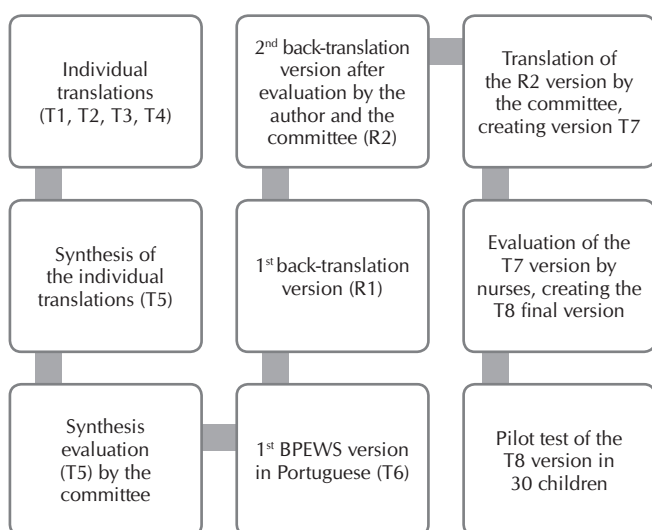 Individual
translations
(T1, T2, T3, T4)
Synthesis of
the individual
translations (T5)
Synthesis
evaluation
(T5) by the
committee
1st BPEWS version
in Portuguese (T6)
1st back-translation
version (R1)
2nd back-translation
version after
evaluation by the
author and the
committee (R2)
Translation of
the R2 version by
the committee,
creating version T7
Evaluation of the
T7 version by
nurses, creating the
T8 final version
Pilot test of the
T8 version in
30 children